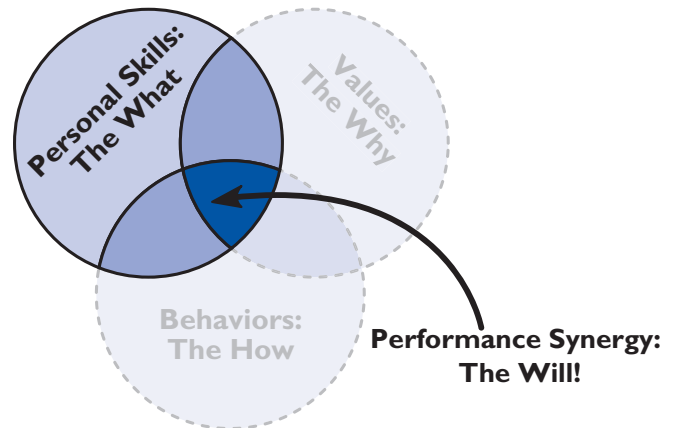 Personal Skills:
The What
Values:
The Why
Behaviors:
The How
Performance Synergy:
The Will!